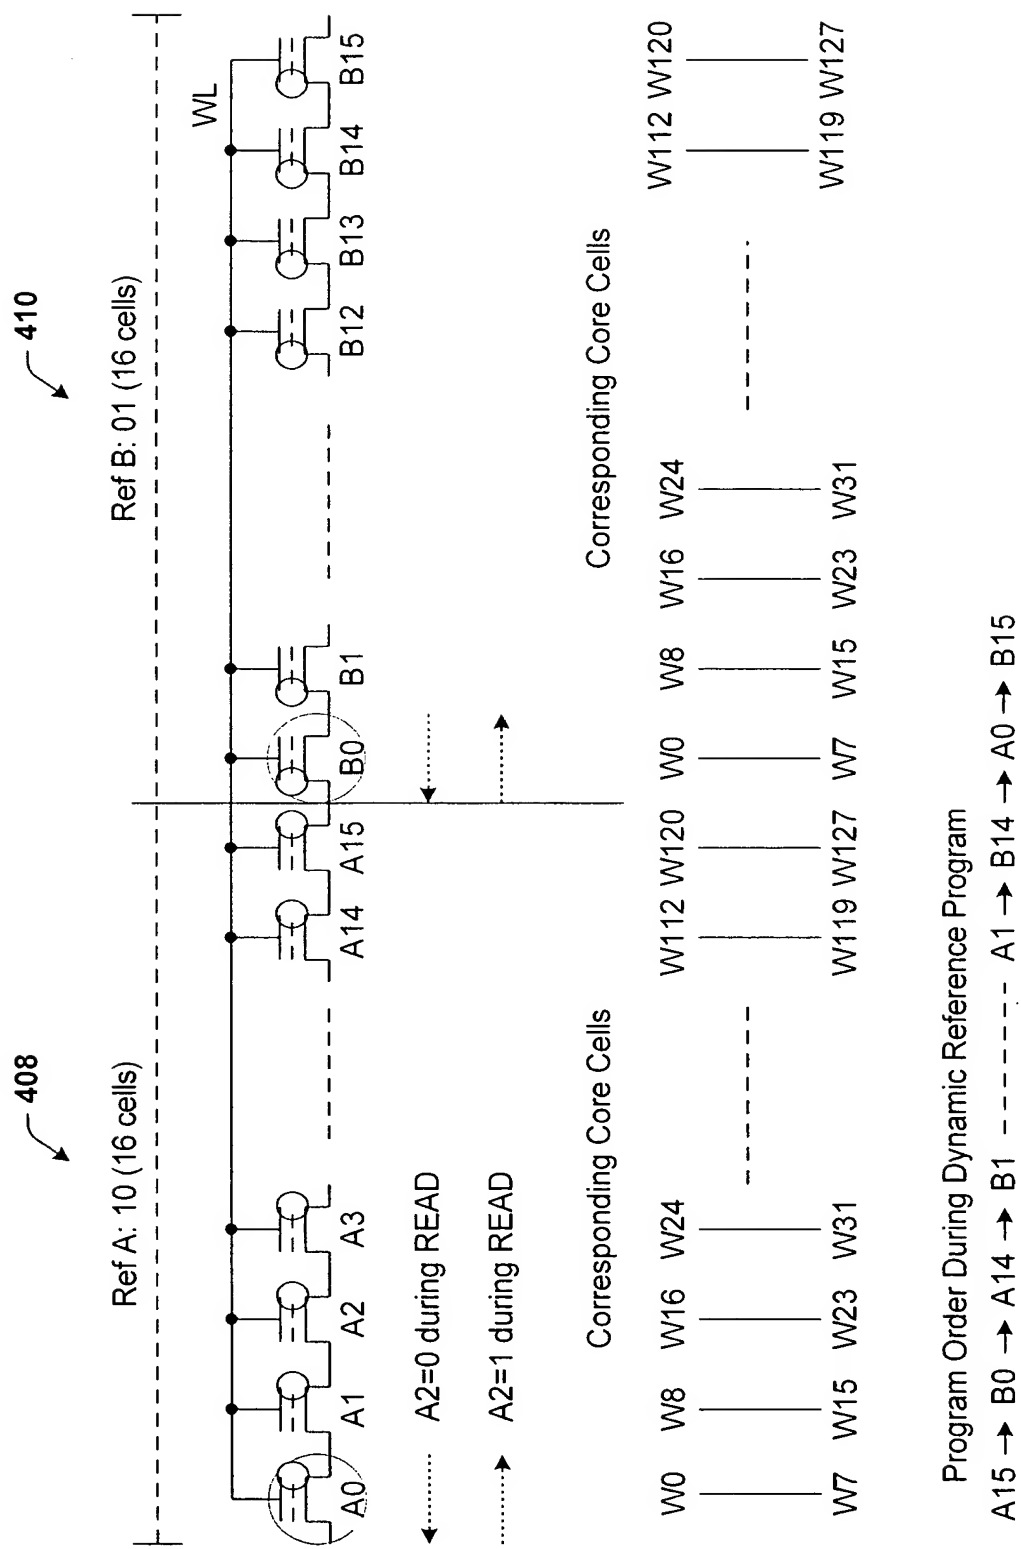 408
410
Ref A: 10 (16 cells)
Ref B: 01 (16 cells)
WL
A0 A1 A2 A3 A14 A15 B0 B1 B12 B13 B14 B15
A2=0 during READ
A2=1 during READ
Corresponding Core Cells
Corresponding Core Cells
W0 W8 W16 W24 W112 W120 W0 W8 W16 W24 W112 W120
W7 W15 W23 W31 W119 W127 W7 W15 W23 W31 W119 W127
Program Order During Dynamic Reference Program
A15 → B0 → A14 → B1 ------ A1 → B14 → A0 → B15